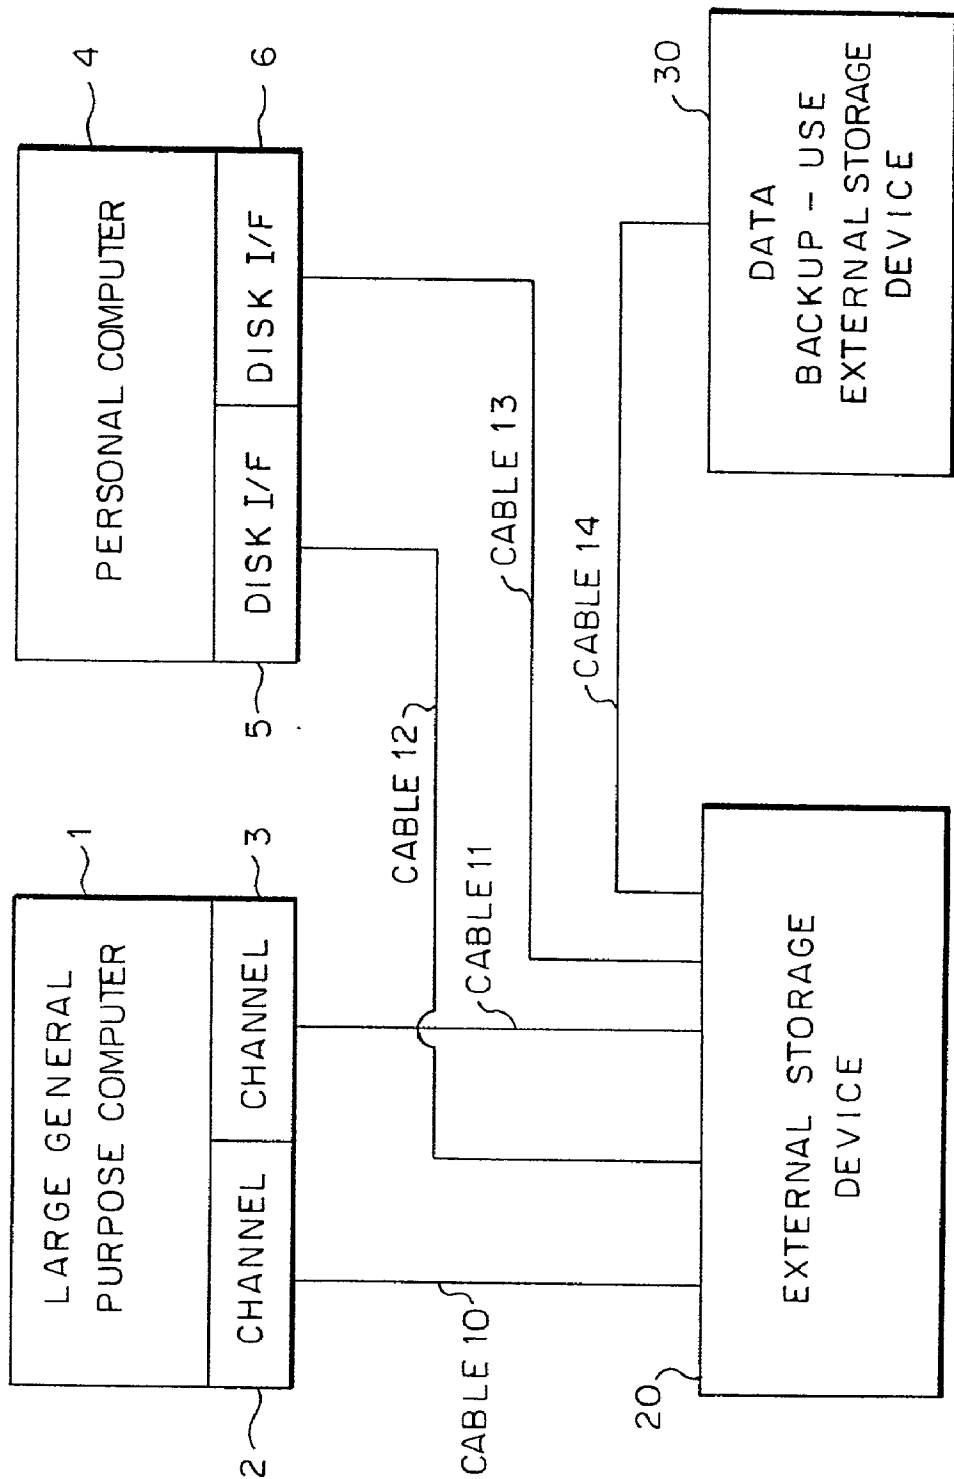 1
LARGE GENERAL
PURPOSE COMPUTER
2
CHANNEL
CHANNEL
3
4
PERSONAL COMPUTER
5
DISK I/F
DISK I/F
6
CABLE 10
CABLE 11
CABLE 12
CABLE 13
CABLE 14
20
EXTERNAL STORAGE
DEVICE
30
DATA
BACKUP-USE
EXTERNAL STORAGE
DEVICE